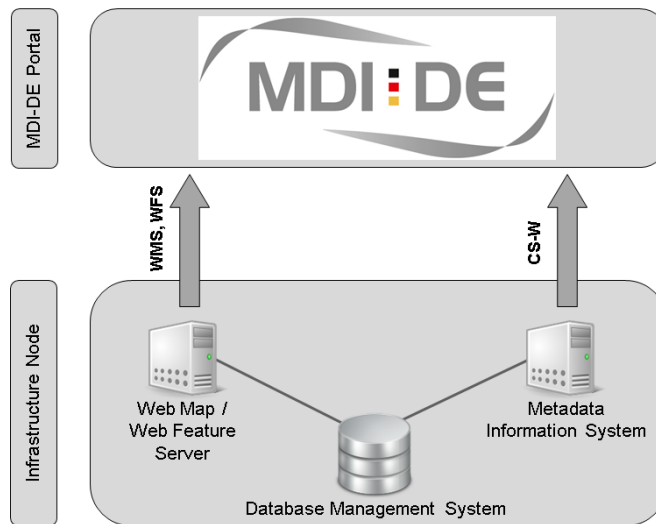 MDI-DE Portal
MDI:DE
WMS, WFS
CS-W
Infrastructure Node
Web Map /
Web Feature
Server
Metadada
Information System
Database Management System